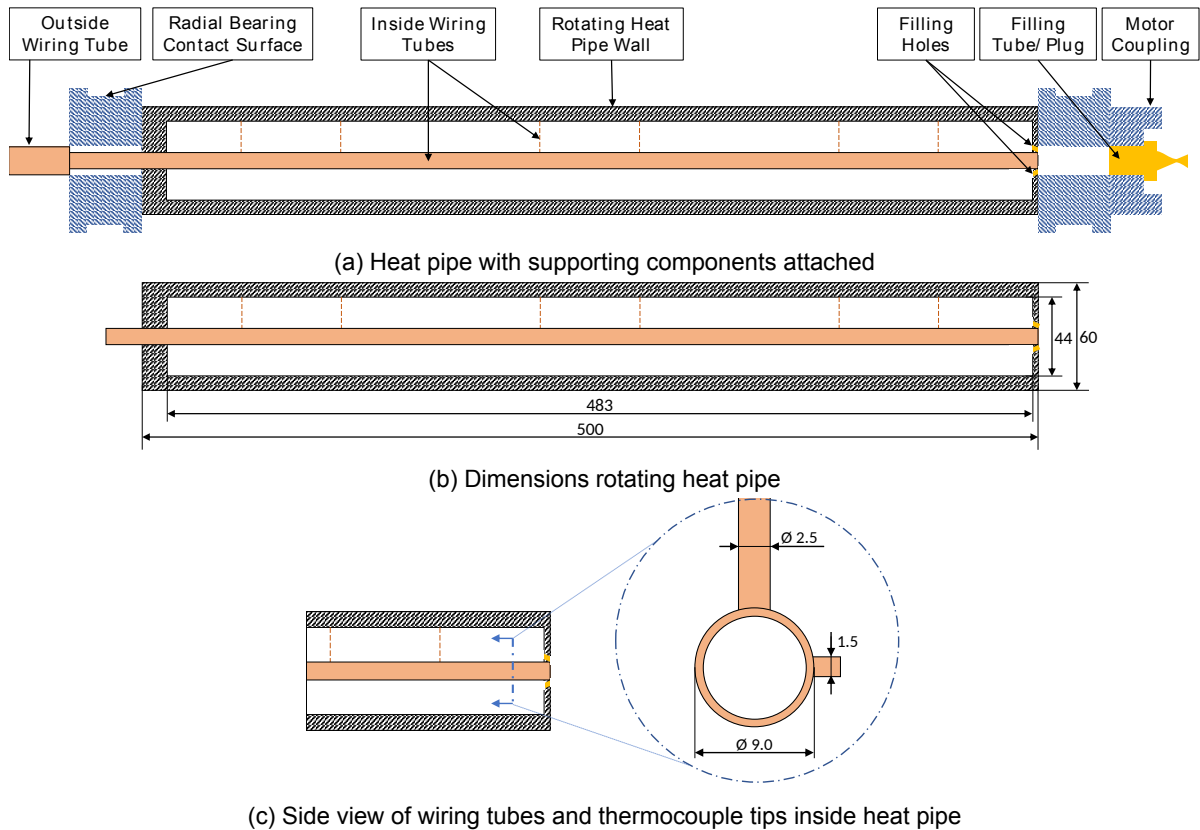 Outside
Wiring Tube
Radial Bearing
Contact Surface
Inside Wiring
Tubes
Rotating Heat
Pipe Wall
Filling
Holes
Filling
Tube/ Plug
Motor
Coupling
(a) Heat pipe with supporting components attached
44
60
483
500
(b) Dimensions rotating heat pipe
Ø 2.5
1.5
Ø 9.0
(c) Side view of wiring tubes and thermocouple tips inside heat pipe